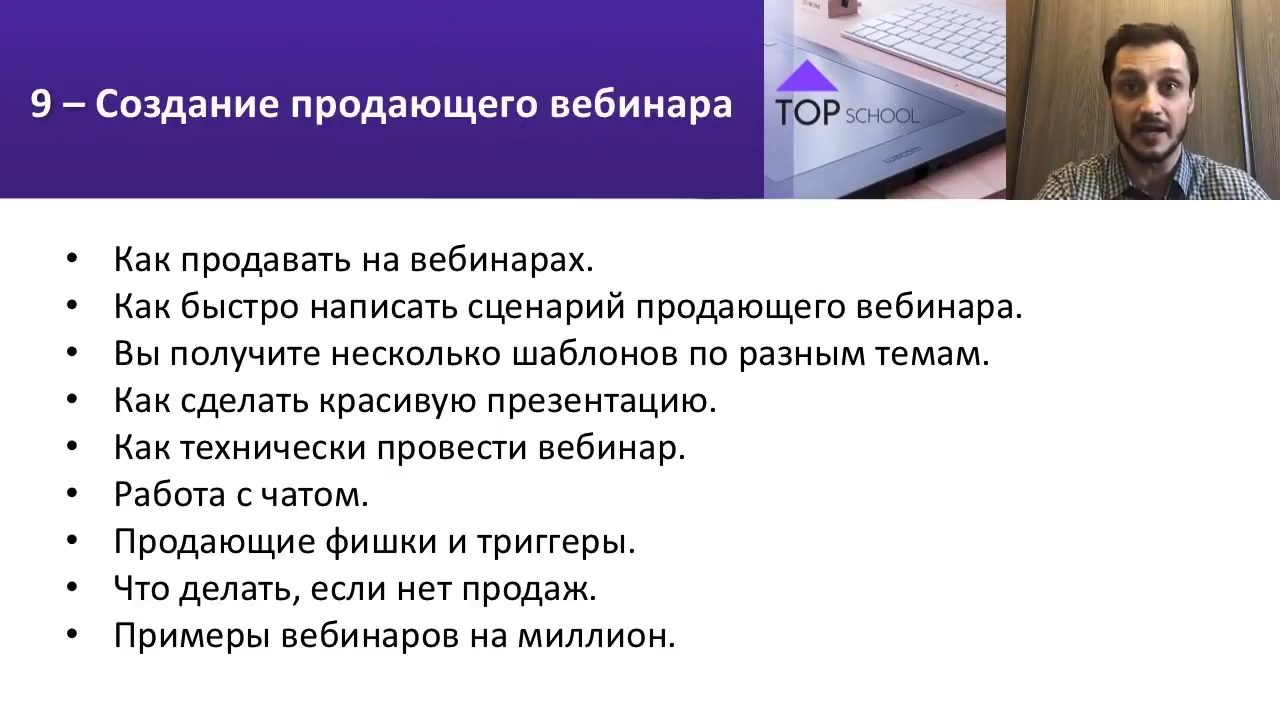 9 – Создание продающего вебинара
TOP SCHOOL
wacom
• Как продавать на вебинарах.
• Как быстро написать сценарий продающего вебинара.
• Вы получите несколько шаблонов по разным темам.
• Как сделать красивую презентацию.
• Как технически провести вебинар.
• Работа с чатом.
• Продающие фишки и триггеры.
• Что делать, если нет продаж.
• Примеры вебинаров на миллион.